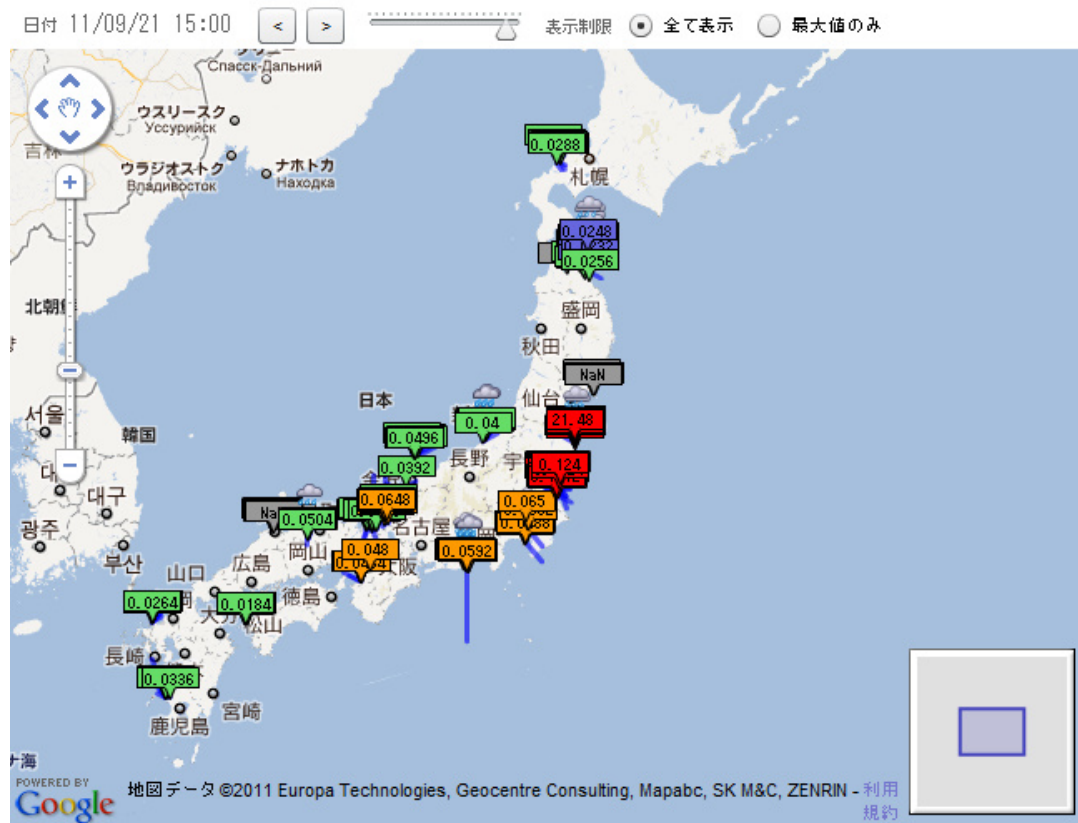 日付 11/09/21 15:00 < > 表示制限 全て表示 最大値のみ
Спасск-Дальний
ウスリースク
Уссурийск
吉林
ウラジオストク
Владивосток
ナホトカ
Находка
0.0288
札幌
0.0248
0.0256
盛岡
秋田
NaN
北朝鮮
日本
仙台
21.48
서울
韓国
0.04
0.0496
0.0392
長野
0.124
0.0648
0.065
대구
0.0504
名古屋
광주
岡山
0.048
0.0592
부산
広島
大阪
山口
徳島
0.0264
0.0184
松山
長崎
0.0336
宮崎
鹿児島
POWERED BY
Google
地図データ ©2011 Europa Technologies, Geocentre Consulting, Mapabc, SK M&C, ZENRIN - 利用
規約